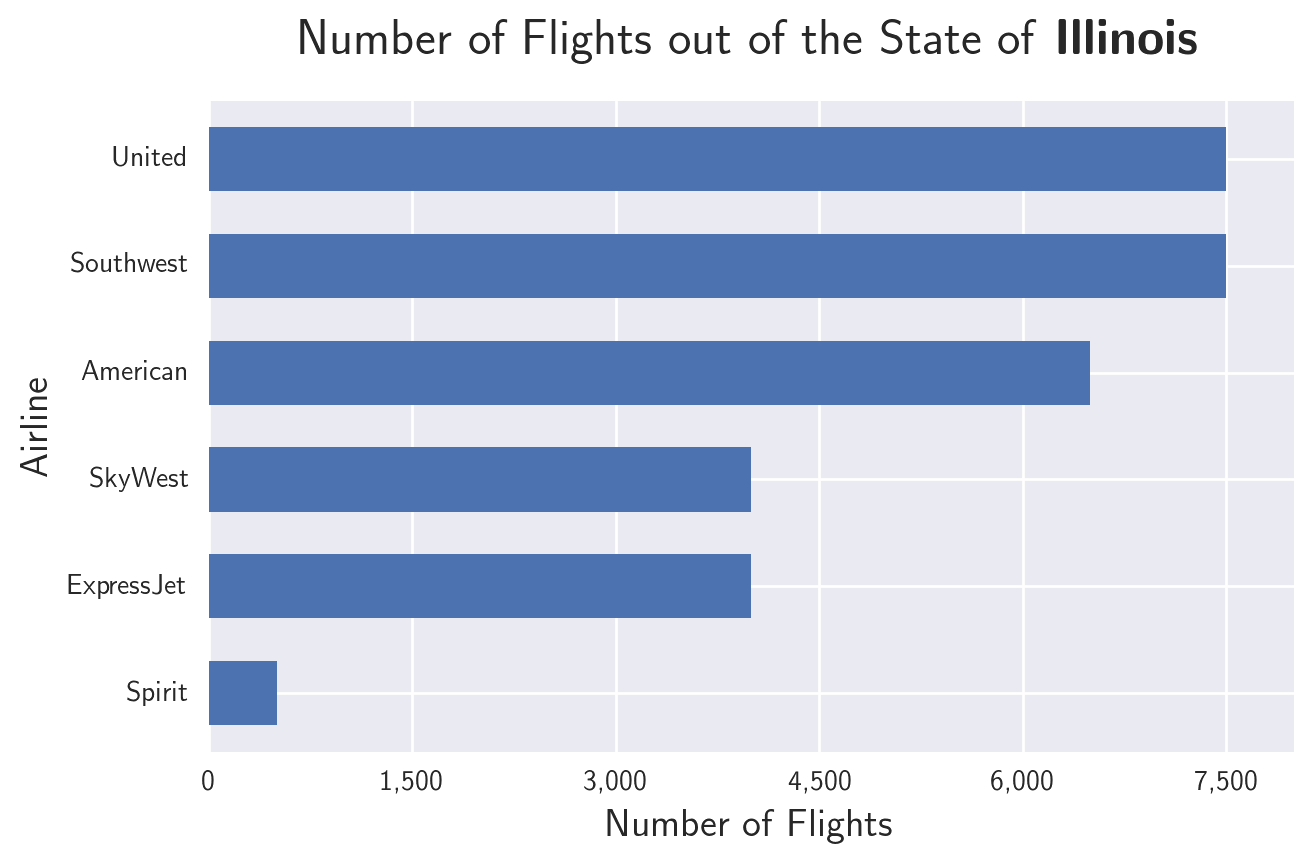 Number of Flights out of the State of Illinois
United
Southwest
American
SkyWest
ExpressJet
Spirit
Airline
0 1,500 3,000 4,500 6,000 7,500
Number of Flights